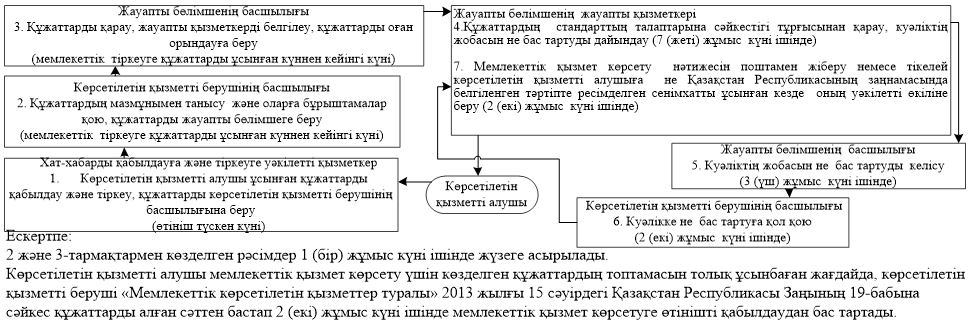 Жауапты бөлімшенің басшылығы
3. Құжаттарды қарау, жауапты қызметкерді белгілеу, құжаттарды оған
орындауға беру
(мемлекеттік тіркеуге құжаттарды ұсынған күннен кейінгі күні)
Көрсетілетін қызметті берушінің басшылығы
2. Құжаттардың мазмұнымен танысу және оларға бұрыштамалар
қою, құжаттарды жауапты бөлімшеге беру
(мемлекеттік тіркеуге құжаттарды ұсынған күннен кейінгі күні)
Хат-хабарды қабылдауға және тіркеуге уәкілетті қызметкер
1. Көрсетілетін қызметті алушы ұсынған құжаттарды
қабылдау және тіркеу, құжаттарды көрсетілетін қызметті берушінің
басшылығына беру
(өтініш түскен күні)
Жауапты бөлімшенің жауапты қызметкері
4.Құжаттардың стандарттың талаптарына сәйкестігі тұрғысынан қарау, куәліктің
жобасын не бас тартуды дайындау (7 (жеті) жұмыс күні ішінде)
7. Мемлекеттік қызмет көрсету нәтижесін поштамен жіберу немесе тікелей
көрсетілетін қызметті алушыға не Қазақстан Республикасының заңнамасында
белгіленген тәртіпте ресімделген сенімхатты ұсынған кезде оның уәкілетті өкіліне
беру (2 (екі) жұмыс күні ішінде)
Көрсетілетін
қызметті алушы
Жауапты бөлімшенің басшылығы
5. Куәліктің жобасын не бас тартуды келісу
(3 (үш) жұмыс күні ішінде)
Көрсетілетін қызметті берушінің басшылығы
6. Куәлікке не бас тартуға қол қою
(2 (екі) жұмыс күні ішінде)
Ескертпе:
2 және 3-тармақтармен көзделген рәсімдер 1 (бір) жұмыс күні ішінде жүзеге асырылады.
Көрсетілетін қызметті алушы мемлекеттік қызмет көрсету үшін көзделген құжаттардың топтамасын толық ұсынбаған жағдайда, көрсетілетін
қызметті беруші «Мемлекеттік көрсетілетін қызметтер туралы» 2013 жылғы 15 сәуірдегі Қазақстан Республикасы Заңының 19-бабына
сәйкес құжаттарды алған сәттен бастап 2 (екі) жұмыс күні ішінде мемлекеттік қызмет көрсетуге өтінішті қабылдаудан бас тартады.